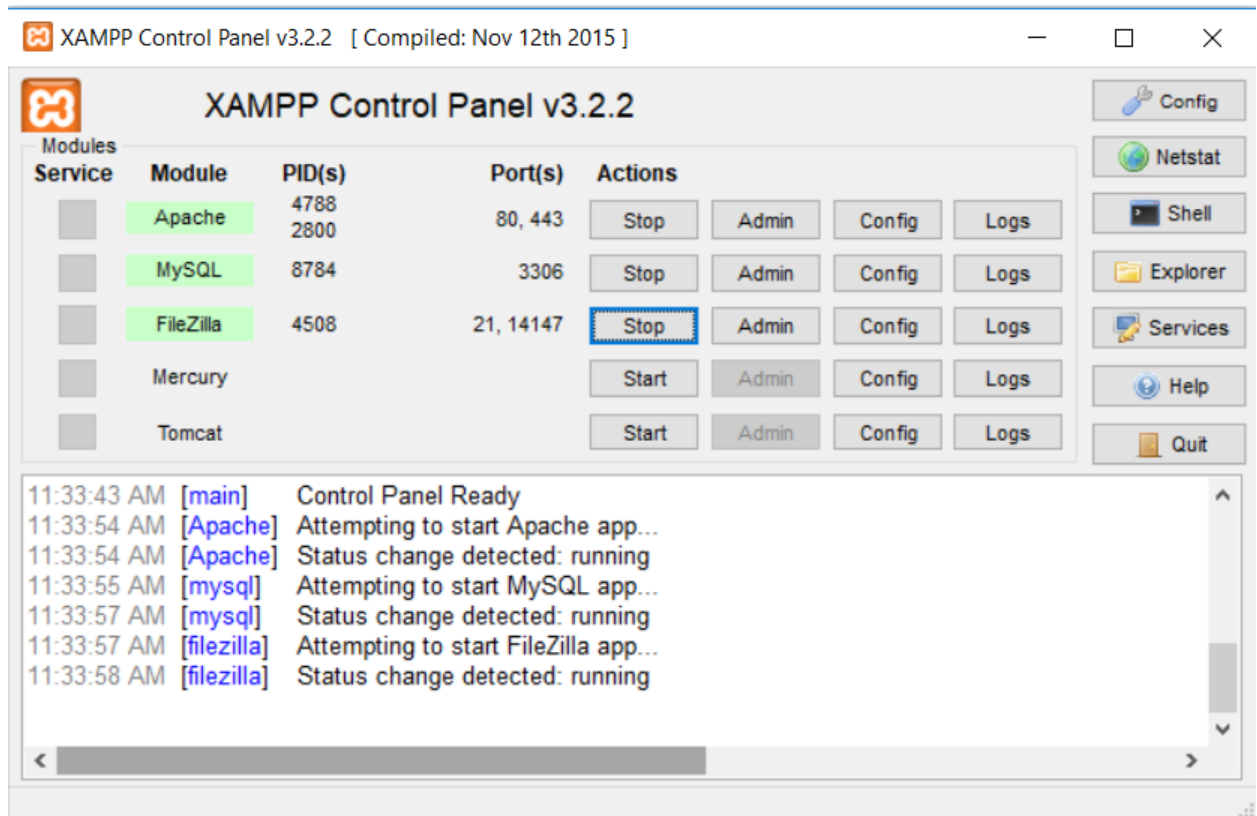 XAMPP Control Panel v3.2.2 [ Compiled: Nov 12th 2015 ]
XAMPP Control Panel v3.2.2
Config
Modules
Service Module PID(s) Port(s) Actions
Netstat
Apache 4788 2800 80, 443 Stop Admin Config Logs
Shell
MySQL 8784 3306 Stop Admin Config Logs
Explorer
FileZilla 4508 21, 14147 Stop Admin Config Logs
Services
Mercury Start Admin Config Logs
Help
Tomcat Start Admin Config Logs
Quit
11:33:43 AM [main] Control Panel Ready
11:33:54 AM [Apache] Attempting to start Apache app...
11:33:54 AM [Apache] Status change detected: running
11:33:55 AM [mysql] Attempting to start MySQL app...
11:33:57 AM [mysql] Status change detected: running
11:33:57 AM [filezilla] Attempting to start FileZilla app...
11:33:58 AM [filezilla] Status change detected: running